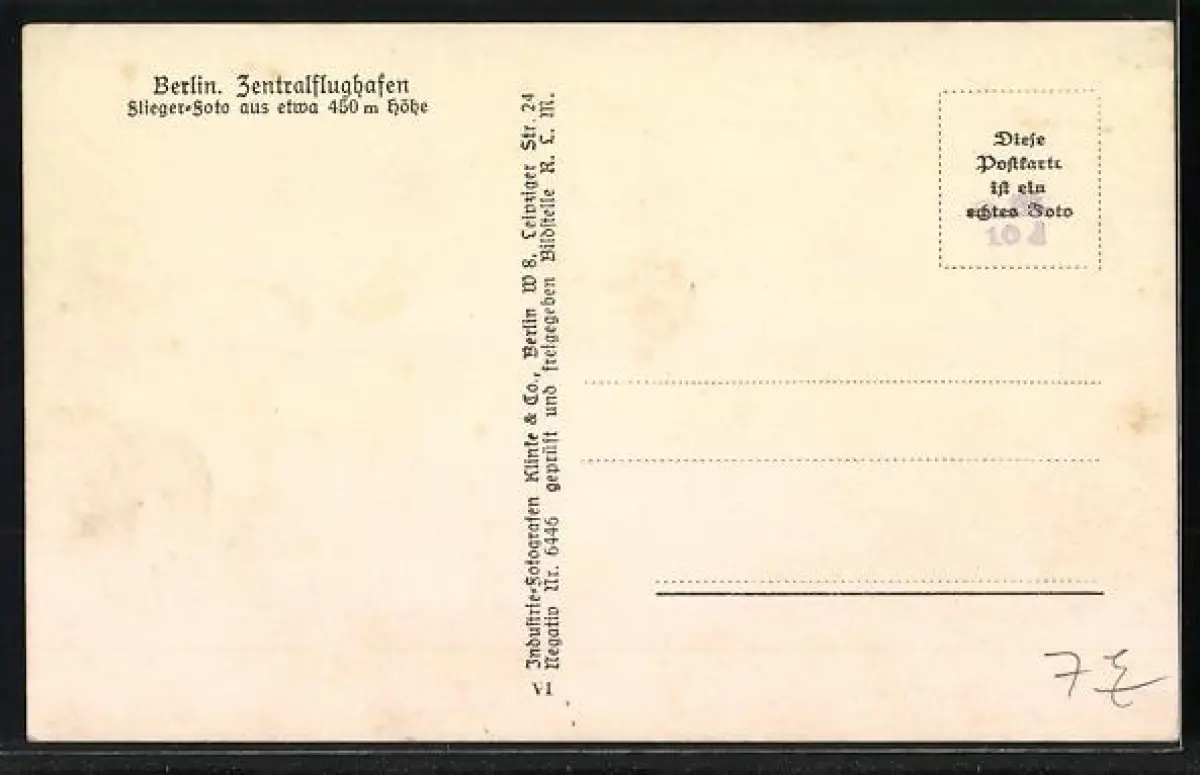 Berlin. Zentralflughafen
Flieger-Foto aus etwa 450 m Höhe
Industrie-Fotografen Klinke & Co., Berlin W 8, Leipziger Str. 24
Negativ Nr. 6446 geprüft und freigegeben Bildstelle R. L. M.
VI
Diese
Postkarte
ist ein
echtes Foto
10
7